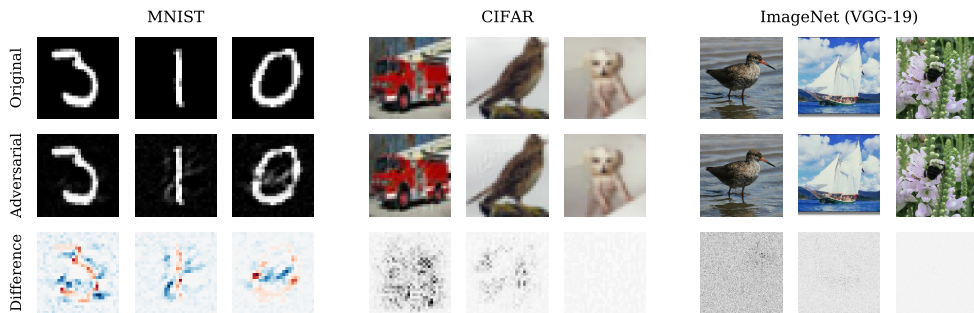 MNIST CIFAR ImageNet (VGG-19)
Original
Adversarial
Difference